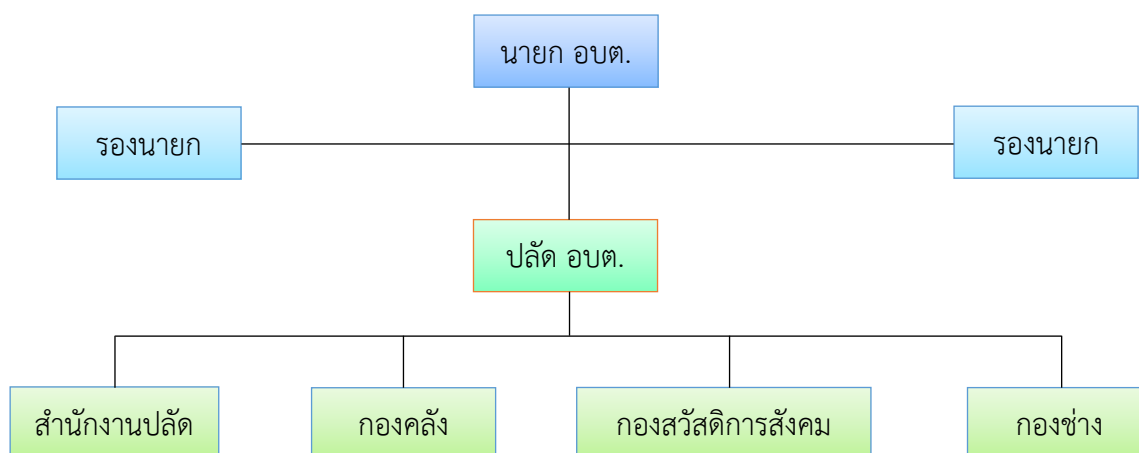 นายก อบต.
รองนายก
รองนายก
ปลัด อบต.
สำนักงานปลัด
กองคลัง
กองสวัสดิการสังคม
กองช่าง